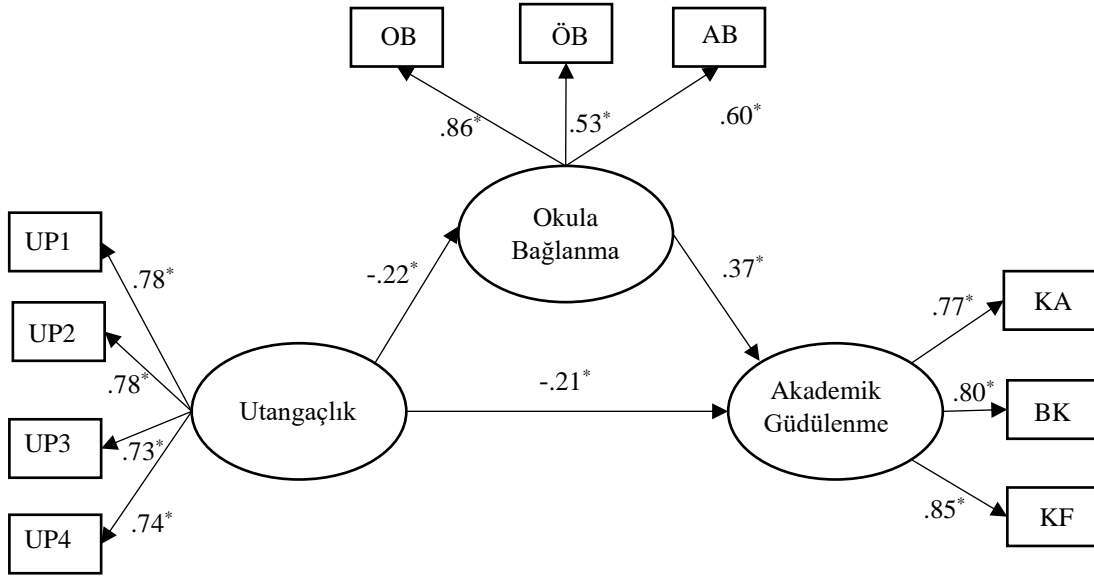 OB
ÖB
AB
.86*
.53*
.60*
Okula
Bağlanma
UP1
.78*
-.22*
.37*
UP2
.78*
KA
.77*
Utangaçlık
-.21*
Akademik
Güdülenme
.80*
BK
UP3
.73*
UP4
.74*
.85*
KF